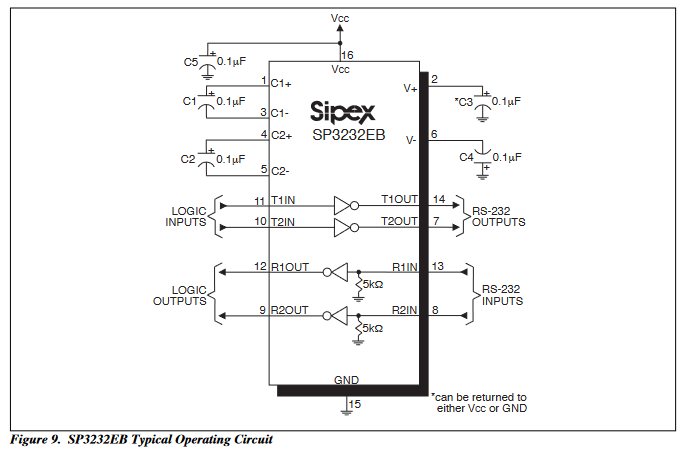 Vcc
16
Vcc
C5
+
0.1µF
1
C1+
C1
+
0.1µF
3
C1-
4
C2+
C2
+
0.1µF
5
C2-
Sipex
SP3232EB
V+
2
*C3
+
0.1µF
V-
6
C4
+
0.1µF
LOGIC
INPUTS
11
T1IN
T1OUT
14
10
T2IN
T2OUT
7
RS-232
OUTPUTS
LOGIC
OUTPUTS
12
R1OUT
R1IN
13
5kΩ
9
R2OUT
R2IN
8
5kΩ
RS-232
INPUTS
GND
15
*can be returned to
either Vcc or GND
Figure 9. SP3232EB Typical Operating Circuit